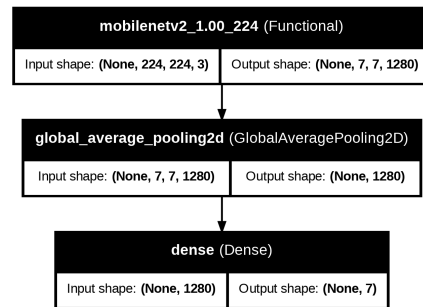 mobilenetv2_1.00_224 (Functional)
Input shape: (None, 224, 224, 3) Output shape: (None, 7, 7, 1280)
global_average_pooling2d (GlobalAveragePooling2D)
Input shape: (None, 7, 7, 1280) Output shape: (None, 1280)
dense (Dense)
Input shape: (None, 1280) Output shape: (None, 7)